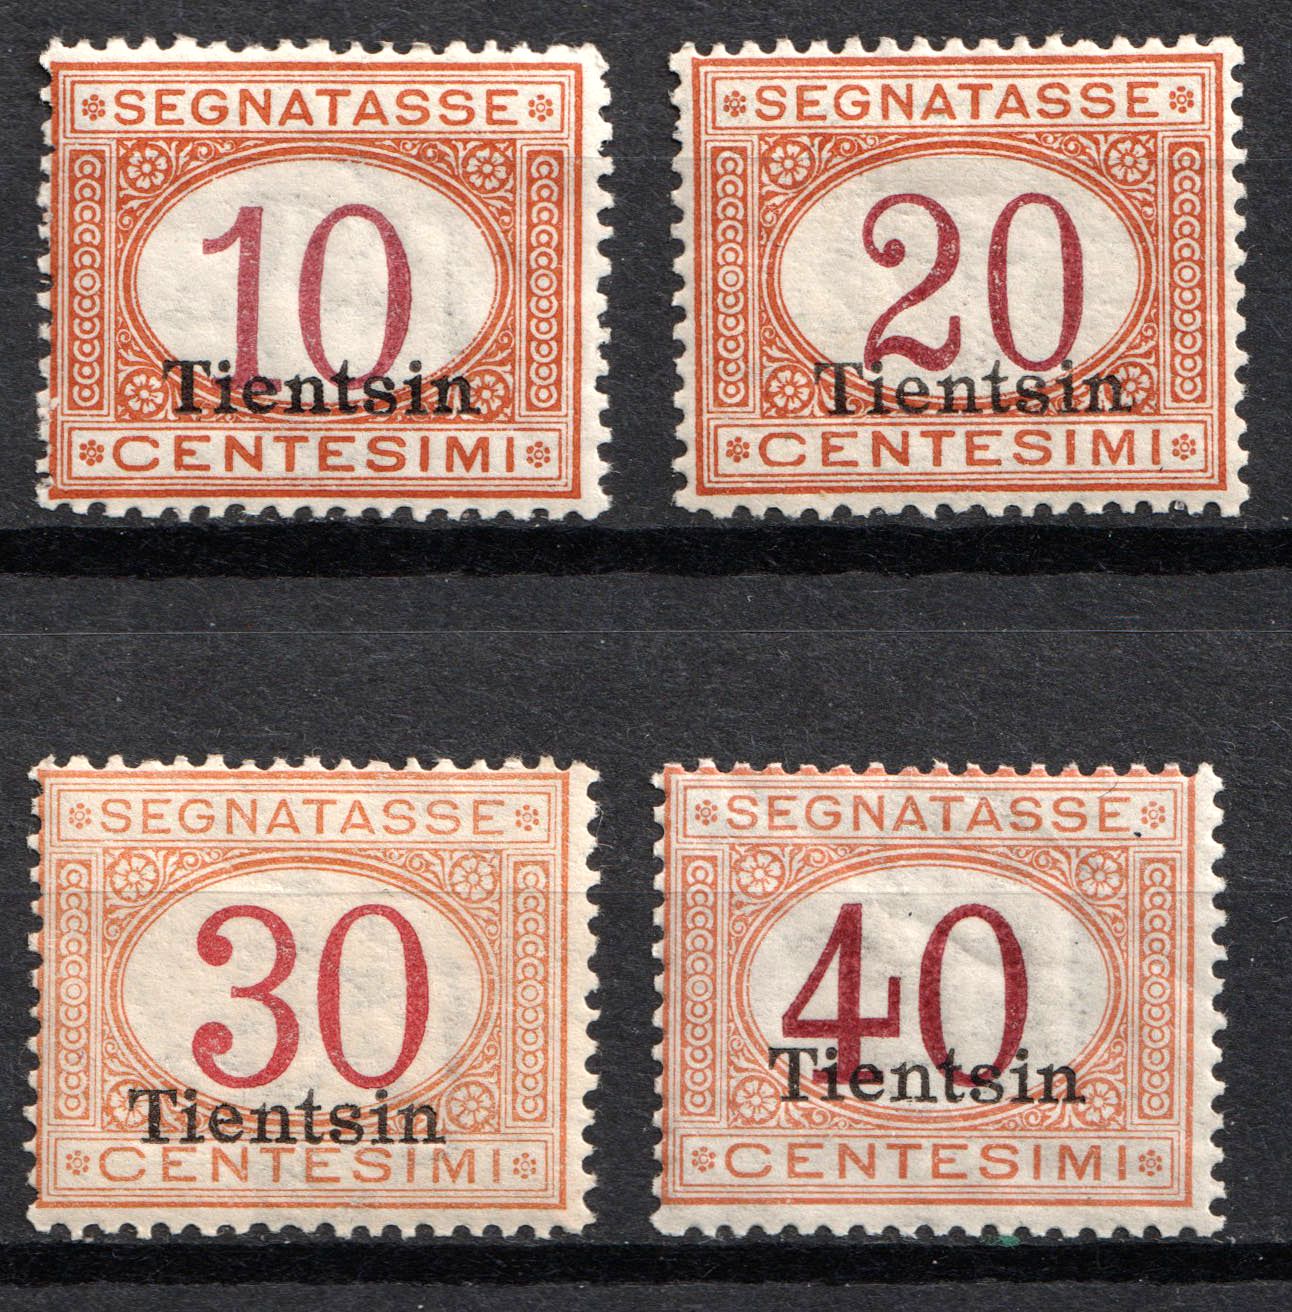 SEGNATASSE
10
Tientsin
CENTESIMI
SEGNATASSE
20
Tientsin
CENTESIMI
SEGNATASSE
30
Tientsin
CENTESIMI
SEGNATASSE
40
Tientsin
CENTESIMI